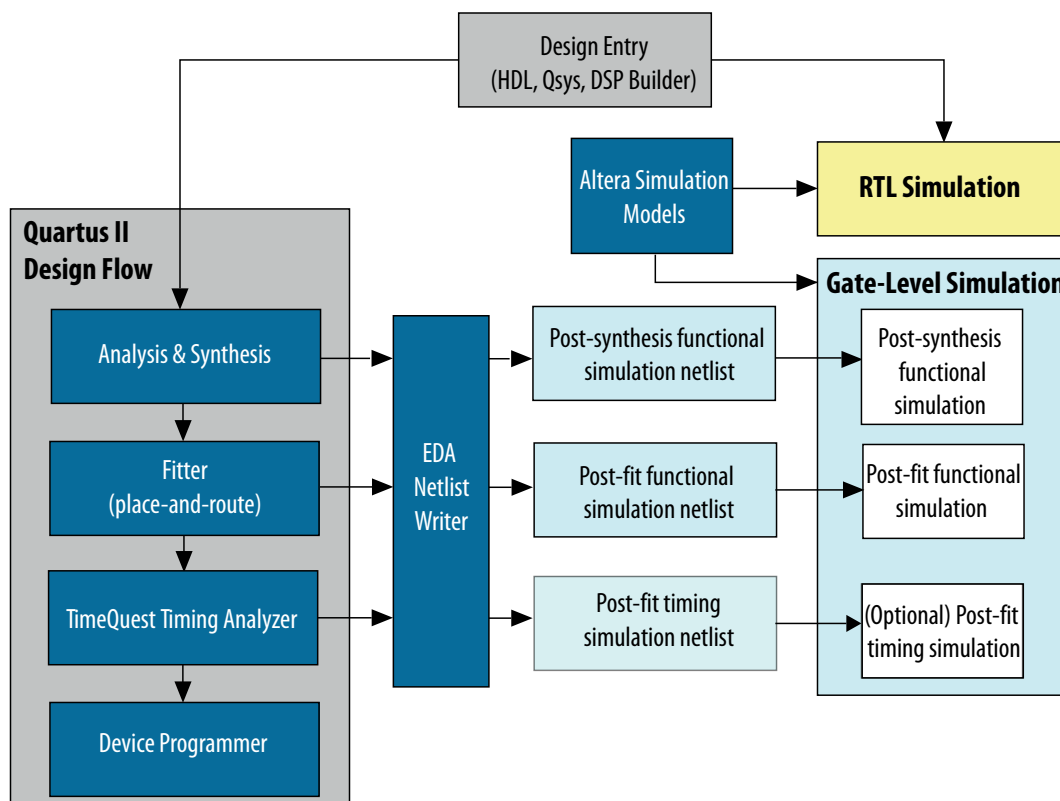 Design Entry
(HDL, Qsys, DSP Builder)
Altera Simulation
Models
RTL Simulation
Quartus II
Design Flow
Gate-Level Simulation
Analysis & Synthesis
EDA
Netlist
Writer
Post-synthesis functional
simulation netlist
Post-synthesis
functional
simulation
Fitter
(place-and-route)
Post-fit functional
simulation netlist
Post-fit functional
simulation
TimeQuest Timing Analyzer
Post-fit timing
simulation netlist
(Optional) Post-fit
timing simulation
Device Programmer